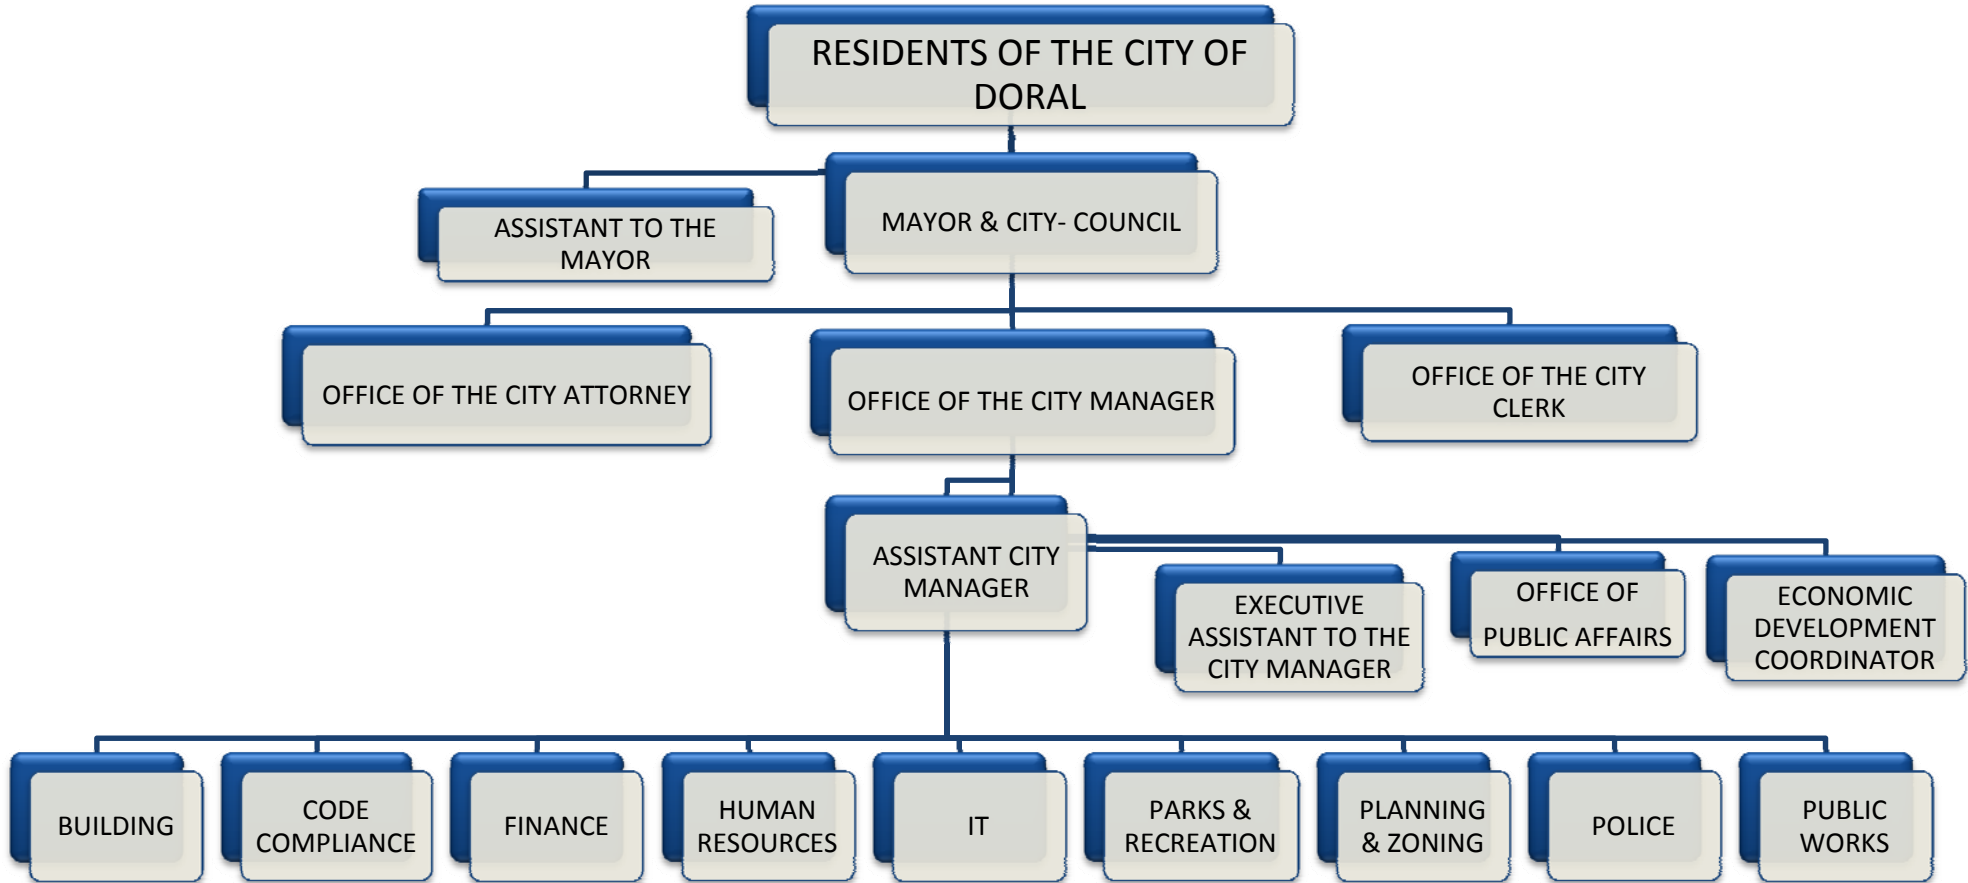 RESIDENTS OF THE CITY OF
DORAL
ASSISTANT TO THE
MAYOR
MAYOR & CITY- COUNCIL
OFFICE OF THE CITY ATTORNEY
OFFICE OF THE CITY MANAGER
OFFICE OF THE CITY
CLERK
ASSISTANT CITY
MANAGER
EXECUTIVE
ASSISTANT TO THE
CITY MANAGER
OFFICE OF
PUBLIC AFFAIRS
ECONOMIC
DEVELOPMENT
COORDINATOR
BUILDING
CODE
COMPLIANCE
FINANCE
HUMAN
RESOURCES
IT
PARKS &
RECREATION
PLANNING
& ZONING
POLICE
PUBLIC
WORKS